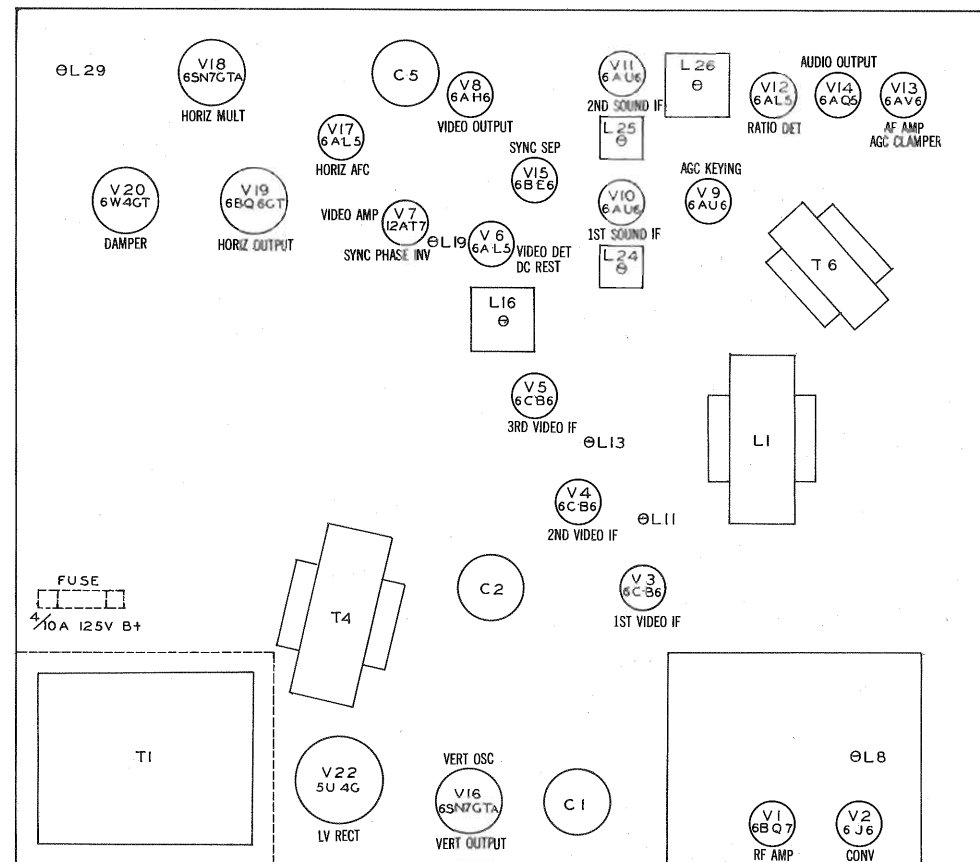 ⊖L29
V18
6SN7GTA
HORIZ MULT
C5
V8
6AH6
VIDEO OUTPUT
V11
6AU6
2ND SOUND IF
L26
⊖
AUDIO OUTPUT
V12
6AL5
RATIO DET
V14
6AQ5
V13
6AV6
AF AMP
AGC CLAMPER
V17
6AL5
HORIZ AFC
L25
⊖
SYNC SEP
V15
6BE6
AGC KEYING
V9
6AU6
V20
6W4GT
DAMPER
V19
6BQ6GT
HORIZ OUTPUT
VIDEO AMP
V7
12AT7
SYNC PHASE INV
⊖L19
V6
6AL5
VIDEO DET
DC REST
V10
6AU6
1ST SOUND IF
L24
⊖
T6
L16
⊖
V5
6CB6
3RD VIDEO IF
⊖L13
L1
V4
6CB6
2ND VIDEO IF
⊖L11
FUSE
4/10A 125V B+
T4
C2
V3
6CB6
1ST VIDEO IF
T1
V22
5U4G
LV RECT
VERT OSC
V16
6SN7GTA
VERT OUTPUT
C1
⊖L8
V1
6BQ7
RF AMP
V2
6J6
CONV